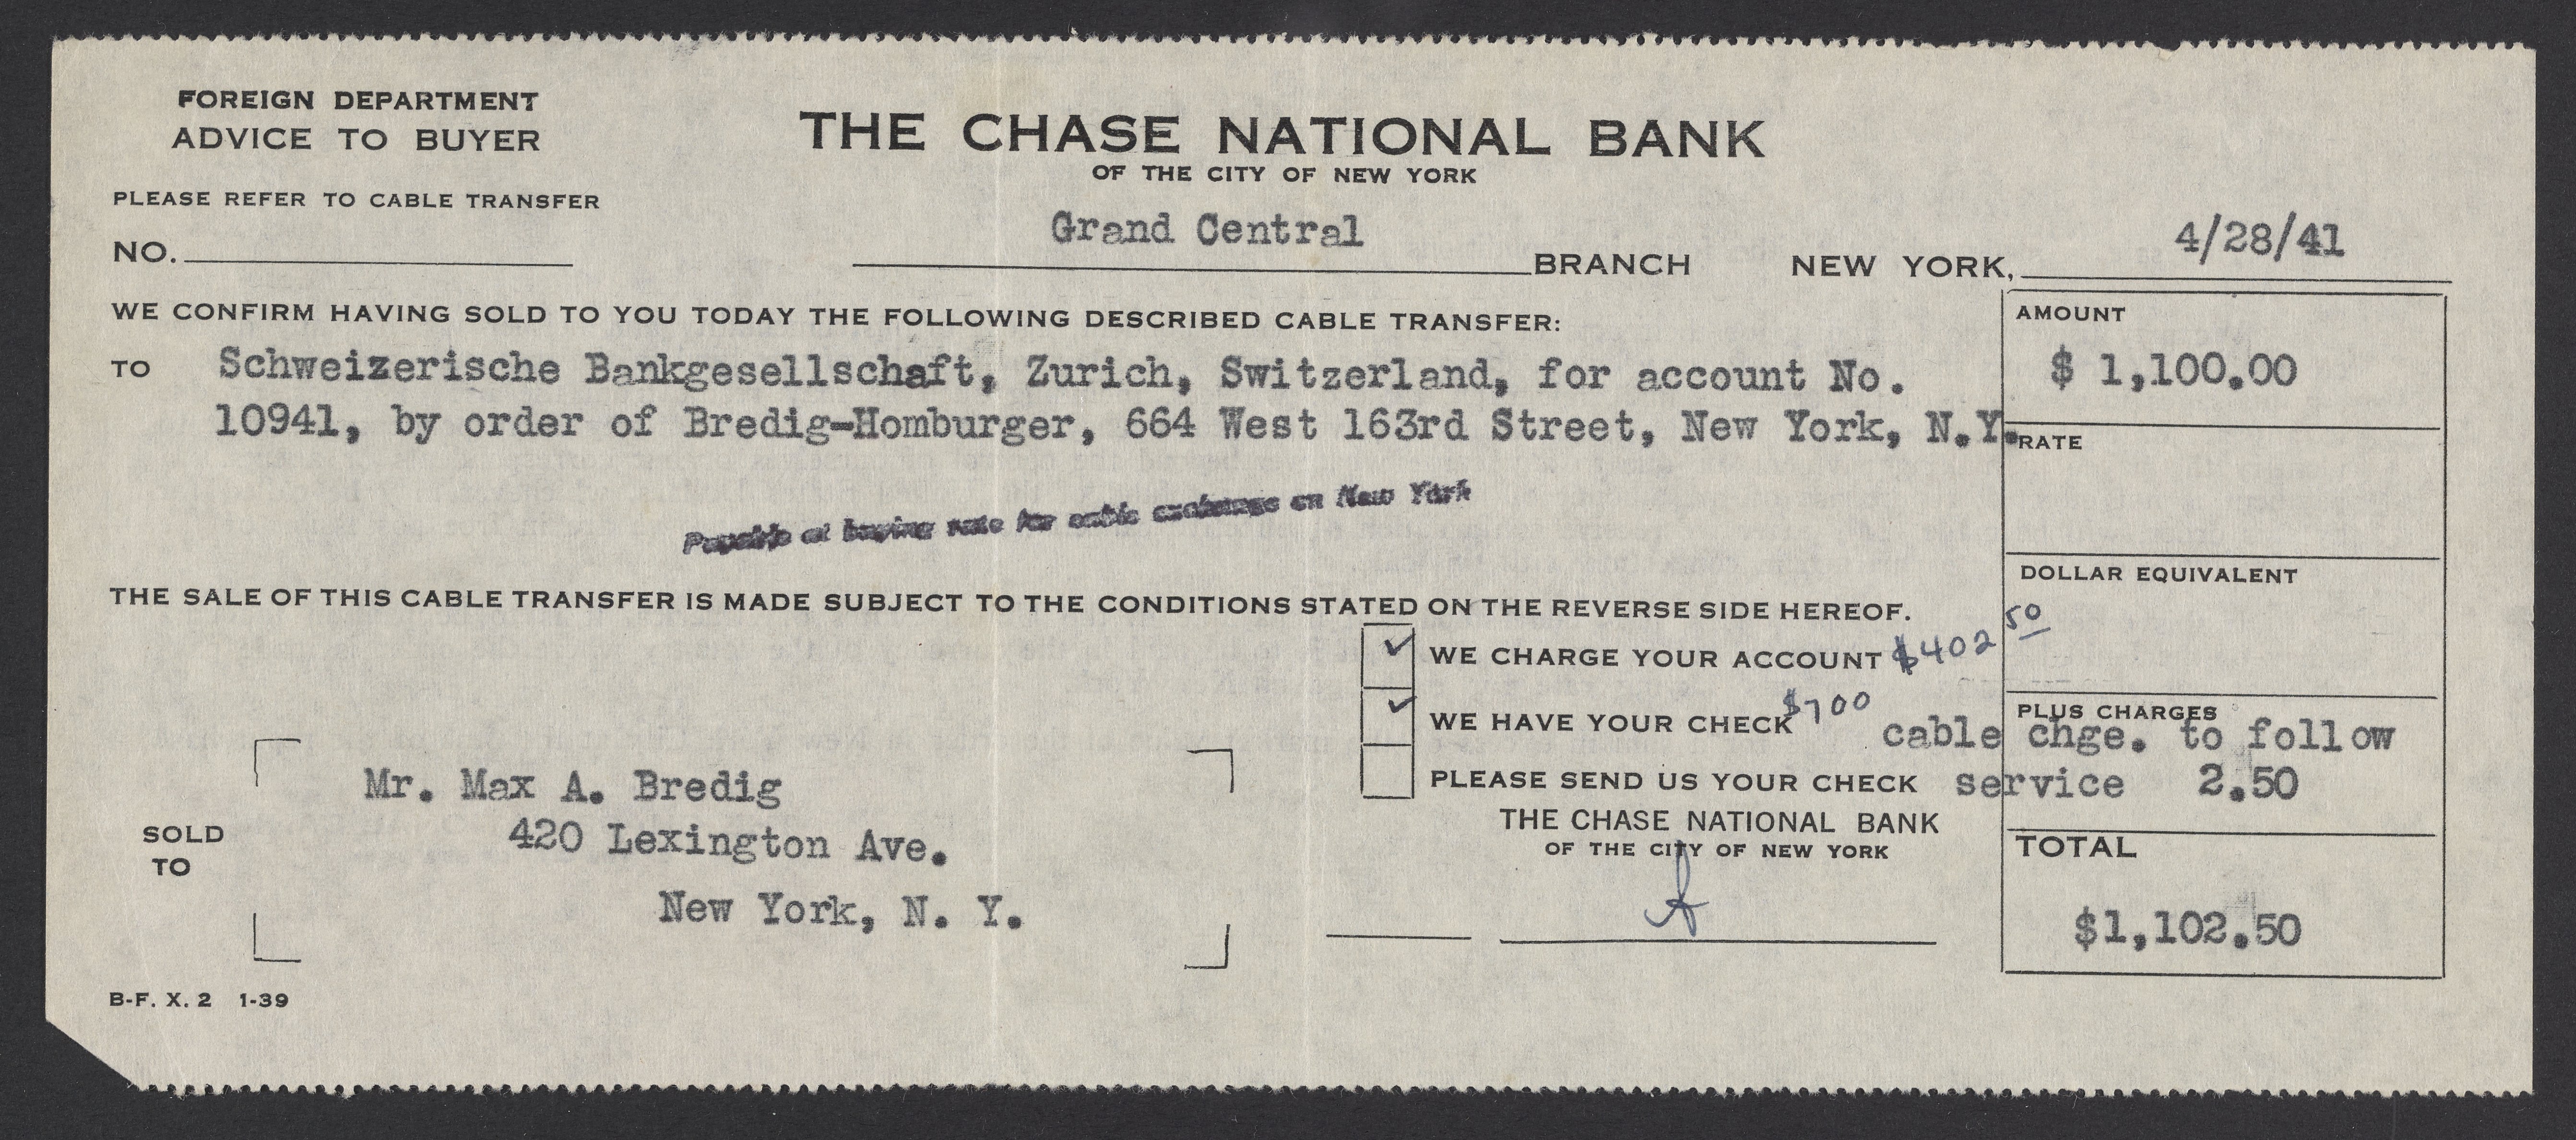 FOREIGN DEPARTMENT
ADVICE TO BUYER
PLEASE REFER TO CABLE TRANSFER
NO.
THE CHASE NATIONAL BANK
OF THE CITY OF NEW YORK
Grand Central BRANCH NEW YORK, 4/28/41
WE CONFIRM HAVING SOLD TO YOU TODAY THE FOLLOWING DESCRIBED CABLE TRANSFER:
TO Schweizerische Bankgesellschaft, Zurich, Switzerland, for account No.
10941, by order of Bredig-Homburger, 664 West 163rd Street, New York, N.Y.
AMOUNT
$ 1,100.00
RATE
Payable at buying rate for cable exchange on New York
DOLLAR EQUIVALENT
THE SALE OF THIS CABLE TRANSFER IS MADE SUBJECT TO THE CONDITIONS STATED ON THE REVERSE SIDE HEREOF.
WE CHARGE YOUR ACCOUNT $402 50
WE HAVE YOUR CHECK $700
PLEASE SEND US YOUR CHECK
PLUS CHARGES
cable chge. to follow
service 2.50
THE CHASE NATIONAL BANK
OF THE CITY OF NEW YORK
TOTAL
$1,102.50
SOLD
TO
Mr. Max A. Bredig
420 Lexington Ave.
New York, N. Y.
B-F. X. 2 1-39